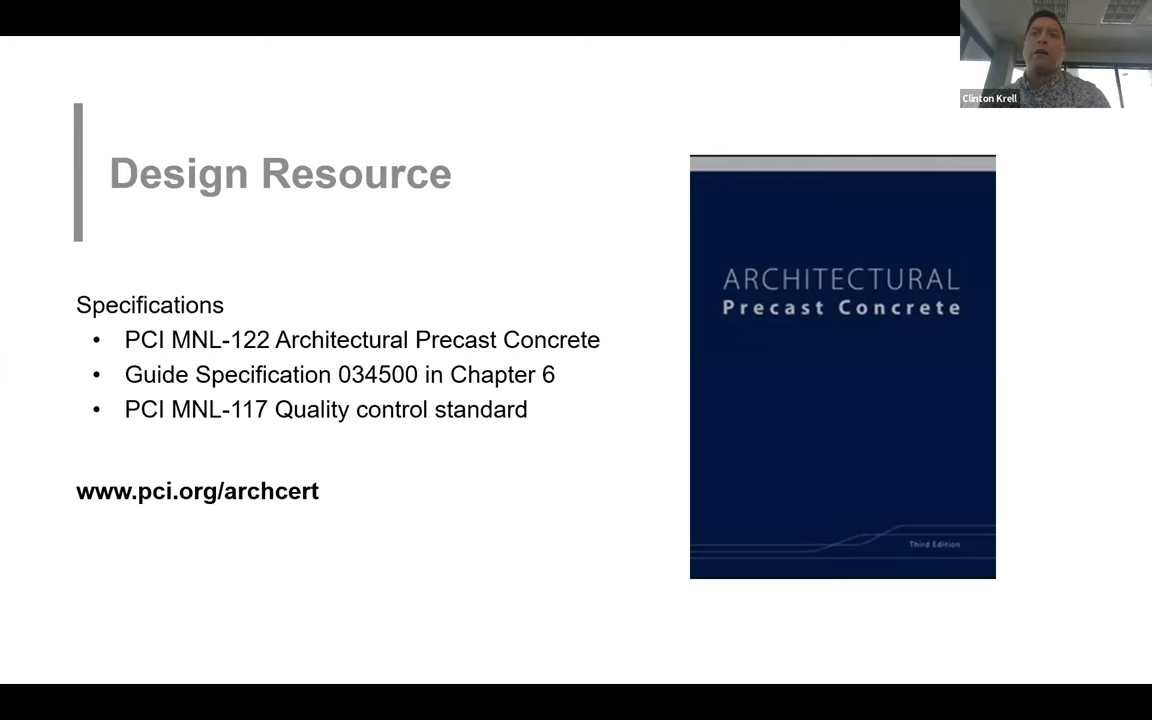 Clinton Krell
Design Resource
Specifications
• PCI MNL-122 Architectural Precast Concrete
• Guide Specification 034500 in Chapter 6
• PCI MNL-117 Quality control standard
www.pci.org/archcert
ARCHITECTURAL
Precast Concrete
Third Edition